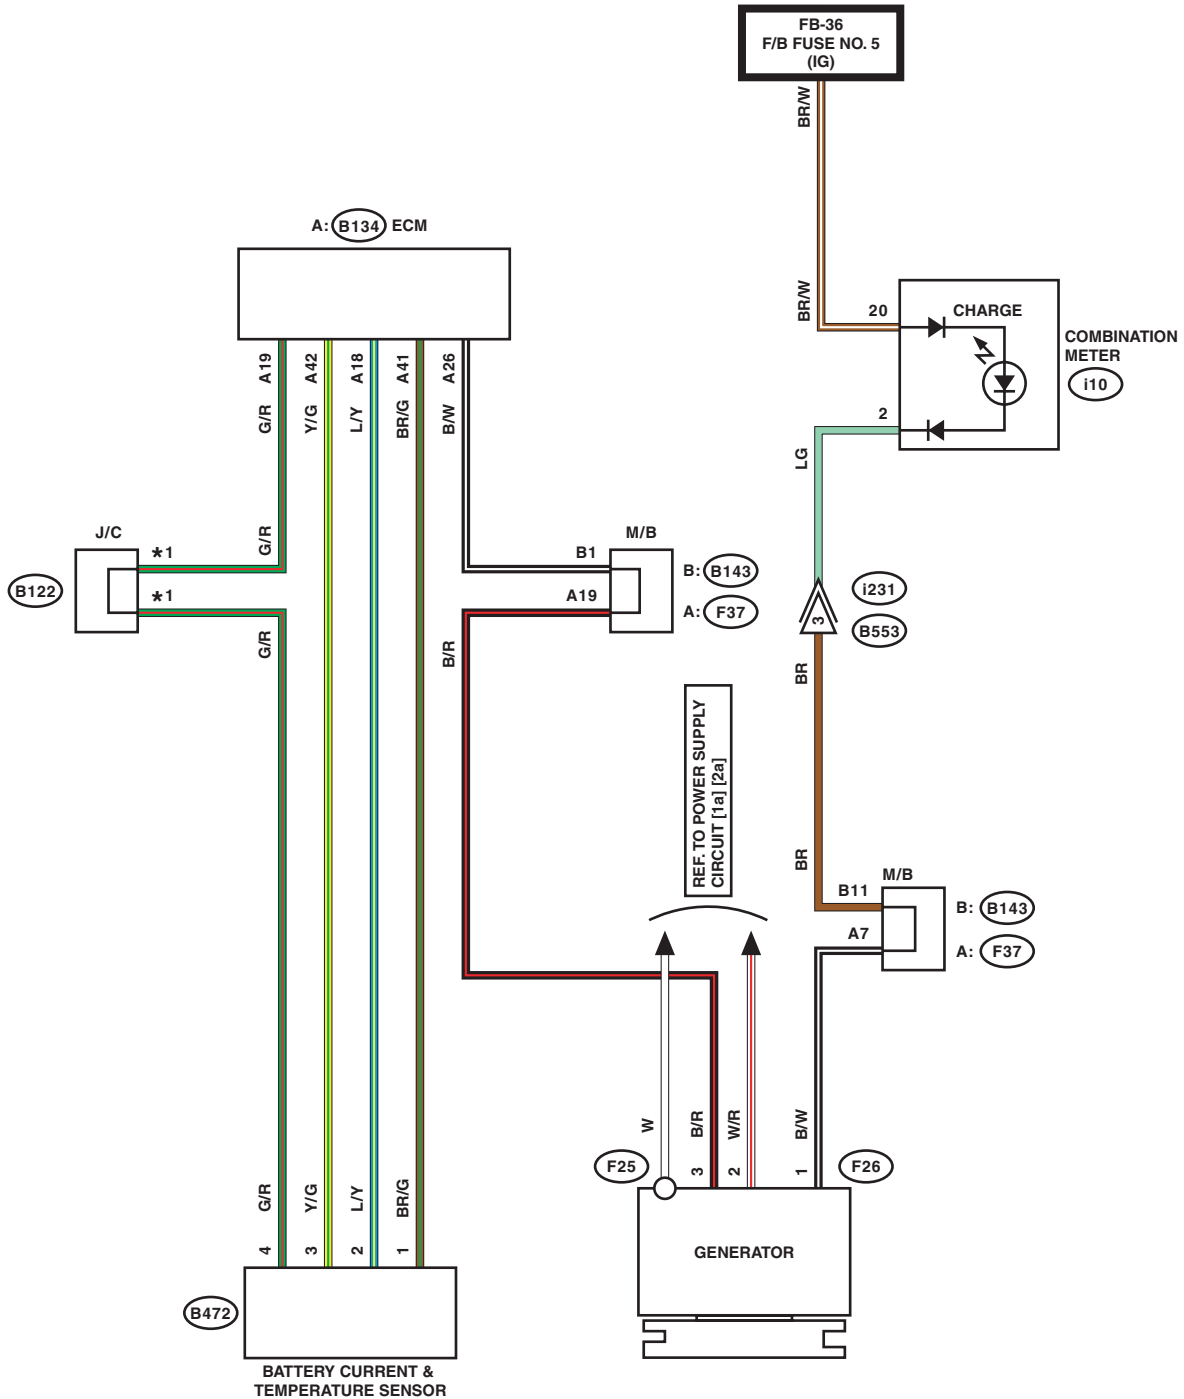 FB-36
F/B FUSE NO. 5
(IG)
BR/W
A: B134 ECM
BR/W
20
CHARGE
COMBINATION
METER
i10
2
LG
A19
A42
A18
A41
A26
G/R
Y/G
L/Y
BR/G
B/W
G/R
J/C
*1
*1
B122
G/R
M/B
B1
B: B143
A19
A: F37
B/R
i231
3
B553
BR
REF. TO POWER SUPPLY
CIRCUIT [1a] [2a]
BR
M/B
B11
B: B143
A7
A: F37
W
B/R
W/R
B/W
F25
3
2
1
F26
G/R
Y/G
L/Y
BR/G
4
3
2
1
GENERATOR
B472
BATTERY CURRENT &
TEMPERATURE SENSOR